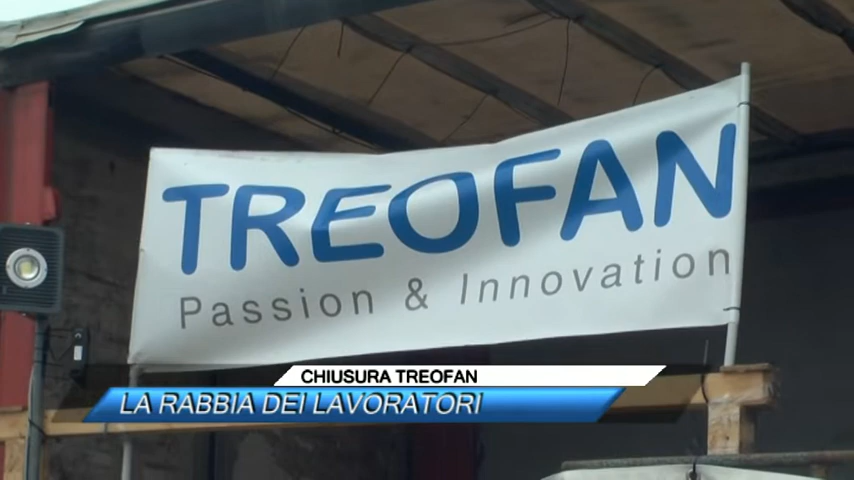 TREOFAN
Passion & Innovation
CHIUSURA TREOFAN
LA RABBIA DEI LAVORATORI